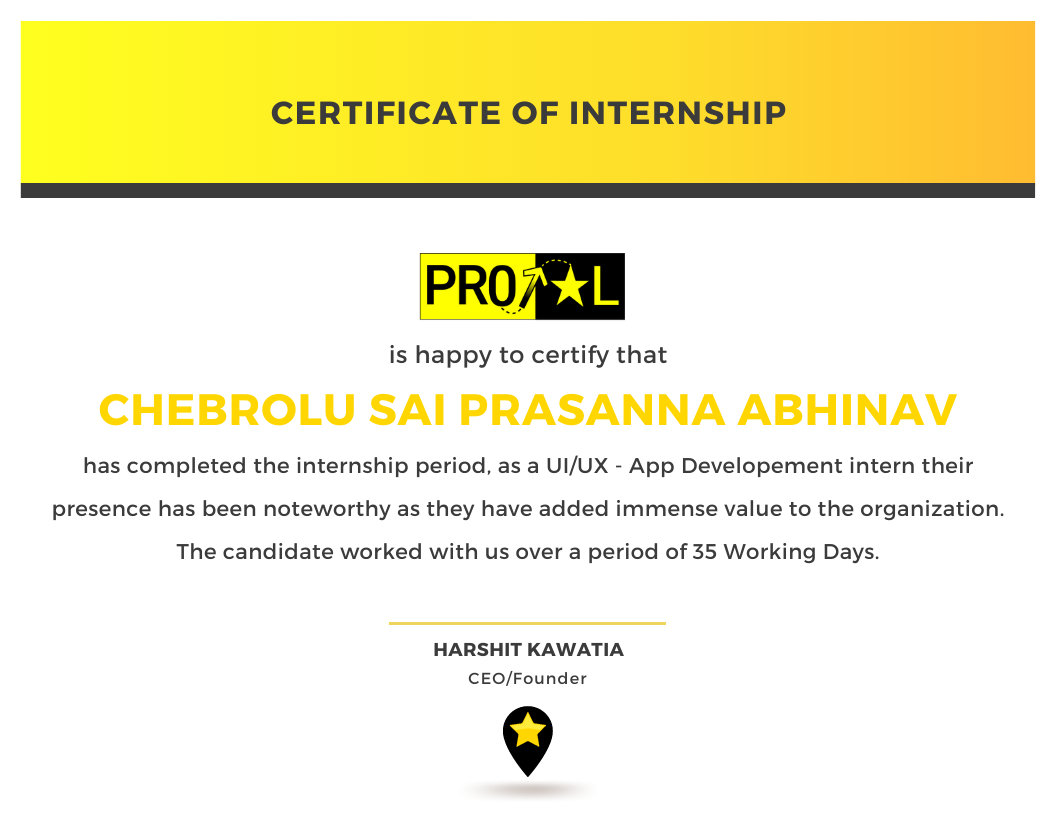 CERTIFICATE OF INTERNSHIP
PRO L
is happy to certify that
CHEBROLU SAI PRASANNA ABHINAV
has completed the internship period, as a UI/UX - App Developement intern their
presence has been noteworthy as they have added immense value to the organization.
The candidate worked with us over a period of 35 Working Days.
HARSHIT KAWATIA
CEO/Founder